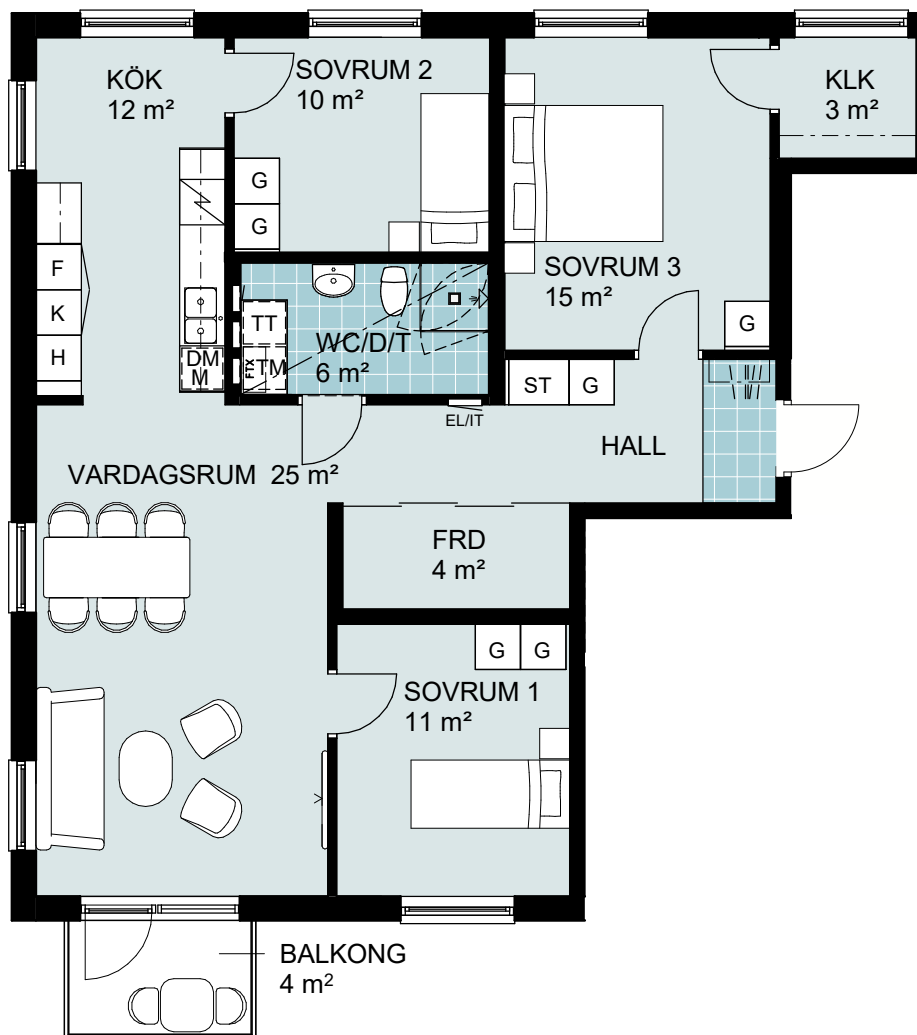 KÖK
12 m²
SOVRUM 2
10 m²
KLK
3 m²
G
G
F
K
H
DM
M
SOVRUM 3
15 m²
G
TT
FTX
TM
WC/D/T
6 m²
ST
G
EL/IT
HALL
VARDAGSRUM 25 m²
FRD
4 m²
G
G
SOVRUM 1
11 m²
BALKONG
4 m²